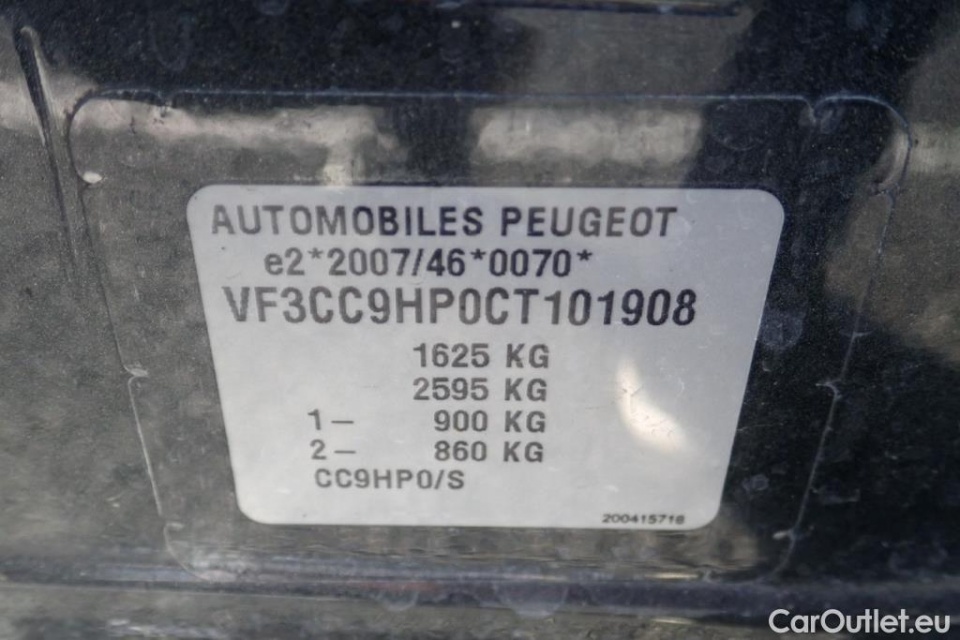 AUTOMOBILES PEUGEOT
e2*2007/46*0070*
VF3CC9HP0CT101908
1625 KG
2595 KG
1- 900 KG
2- 860 KG
CC9HP0/S
200415716
CarOutlet.eu